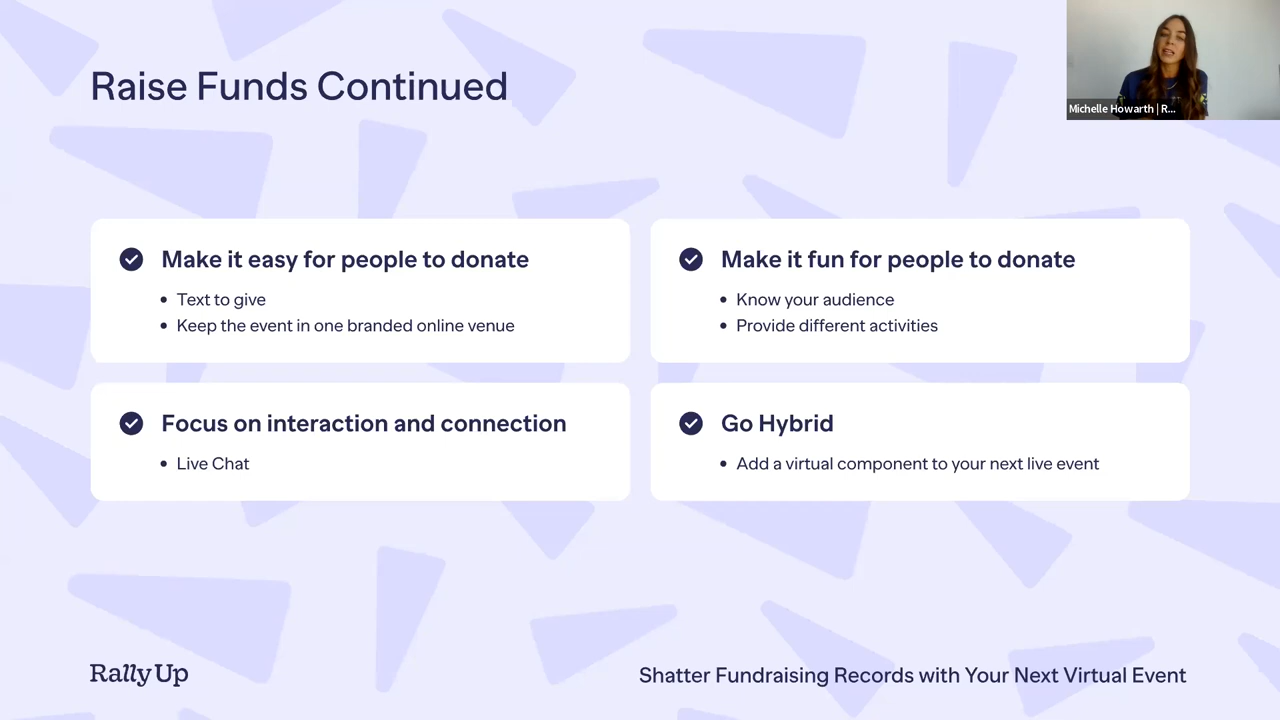 Raise Funds Continued
Michelle Howarth | R...
Make it easy for people to donate
Text to give
Keep the event in one branded online venue
Make it fun for people to donate
Know your audience
Provide different activities
Focus on interaction and connection
Live Chat
Go Hybrid
Add a virtual component to your next live event
RallyUp
Shatter Fundraising Records with Your Next Virtual Event